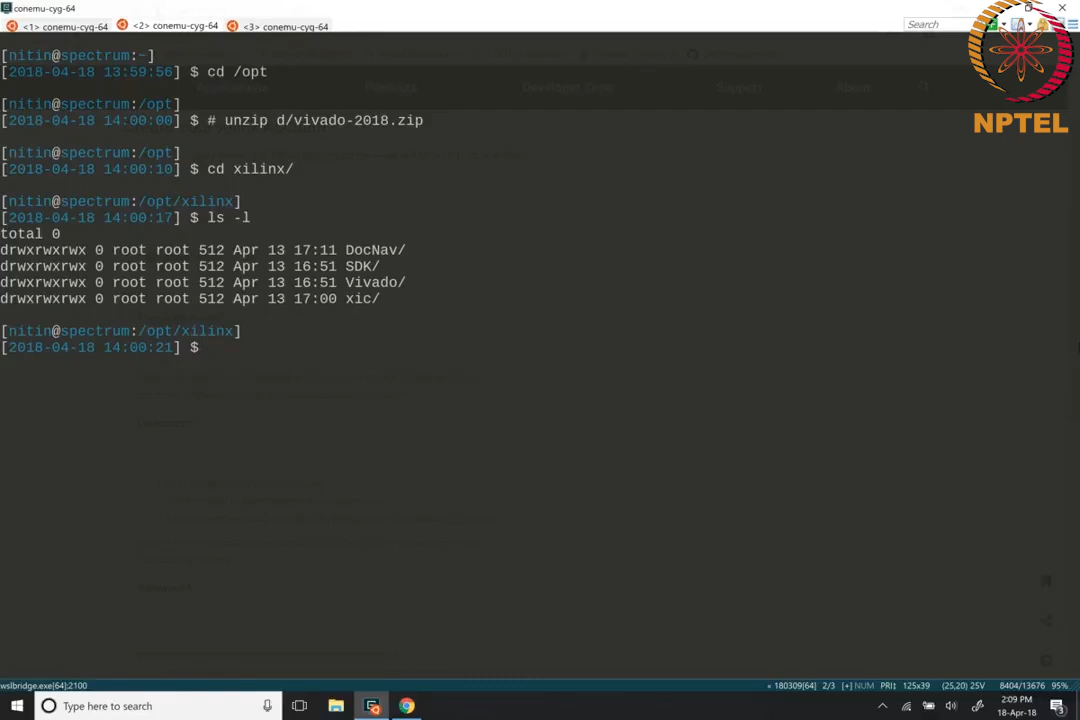 conemu-cyg-64
<1> conemu-cyg-64
<2> conemu-cyg-64
<3> conemu-cyg-64
Search
NPTEL
[nitin@spectrum:~]
[2018-04-18 13:59:56] $ cd /opt
[nitin@spectrum:/opt]
[2018-04-18 14:00:00] $ # unzip d/vivado-2018.zip
[nitin@spectrum:/opt]
[2018-04-18 14:00:10] $ cd xilinx/
[nitin@spectrum:/opt/xilinx]
[2018-04-18 14:00:17] $ ls -l
total 0
drwxrwxrwx 0 root root 512 Apr 13 17:11 DocNav/
drwxrwxrwx 0 root root 512 Apr 13 16:51 SDK/
drwxrwxrwx 0 root root 512 Apr 13 16:51 Vivado/
drwxrwxrwx 0 root root 512 Apr 13 17:00 xic/
[nitin@spectrum:/opt/xilinx]
[2018-04-18 14:00:21] $
wslbridge.exe[64]:2100
« 180309[64] 2/3 [+] NUM PRI‡ 125x39 (25,20) 25V 8404/13676 95%
Type here to search
2:09 PM
18-Apr-18
3